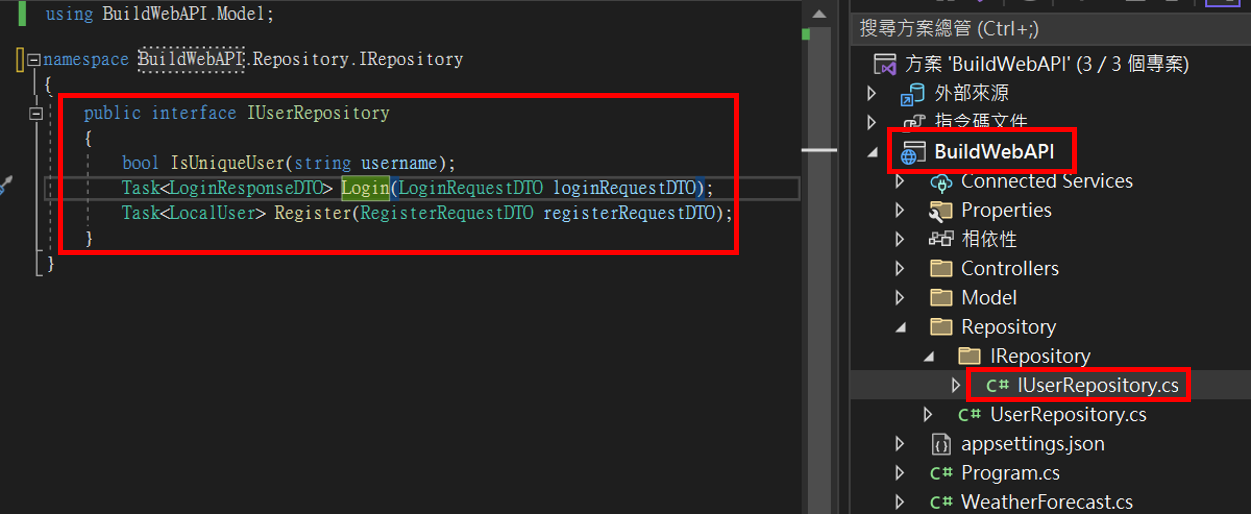 using BuildWebAPI.Model;
namespace BuildWebAPI.Repository.IRepository
{
public interface IUserRepository
{
bool IsUniqueUser(string username);
Task<LoginResponseDTO> Login(LoginRequestDTO loginRequestDTO);
Task<LocalUser> Register(RegisterRequestDTO registerRequestDTO);
}
}
搜尋方案總管 (Ctrl+;)
方案 'BuildWebAPI' (3 / 3 個專案)
外部來源
指令碼文件
BuildWebAPI
Connected Services
Properties
相依性
Controllers
Model
Repository
IRepository
C# IUserRepository.cs
C# UserRepository.cs
appsettings.json
C# Program.cs
C# WeatherForecast.cs